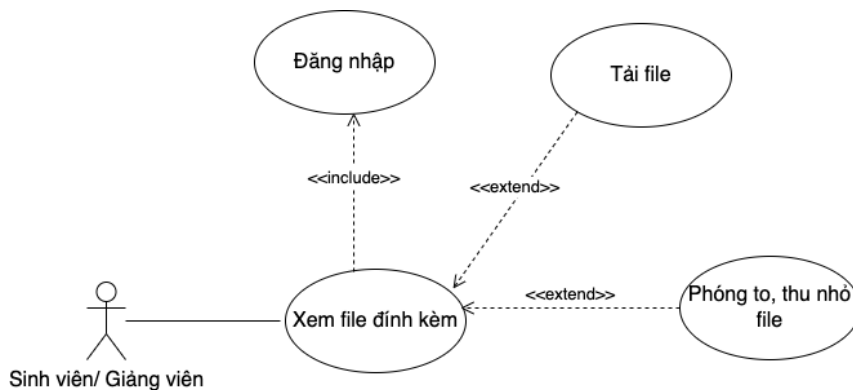 Đăng nhập
Tải file
<<include>>
<<extend>>
Xem file đính kèm
<<extend>>
Phóng to, thu nhỏ
file
Sinh viên/ Giảng viên